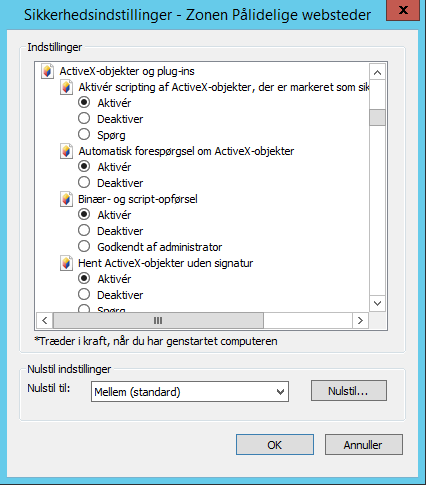 Sikkerhedsindstillinger - Zonen Pålidelige websteder
x
Indstillinger
ActiveX-objekter og plug-ins
Aktivér scripting af ActiveX-objekter, der er markeret som sik
Aktivér
Deaktiver
Spørg
Automatisk forespørgsel om ActiveX-objekter
Aktivér
Deaktiver
Binær- og script-opførsel
Aktivér
Deaktiver
Godkendt af administrator
Hent ActiveX-objekter uden signatur
Aktivér
Deaktiver
Spørg
*Træder i kraft, når du har genstartet computeren
Nulstil indstillinger
Nulstil til:
Mellem (standard)
Nulstil...
OK
Annuller